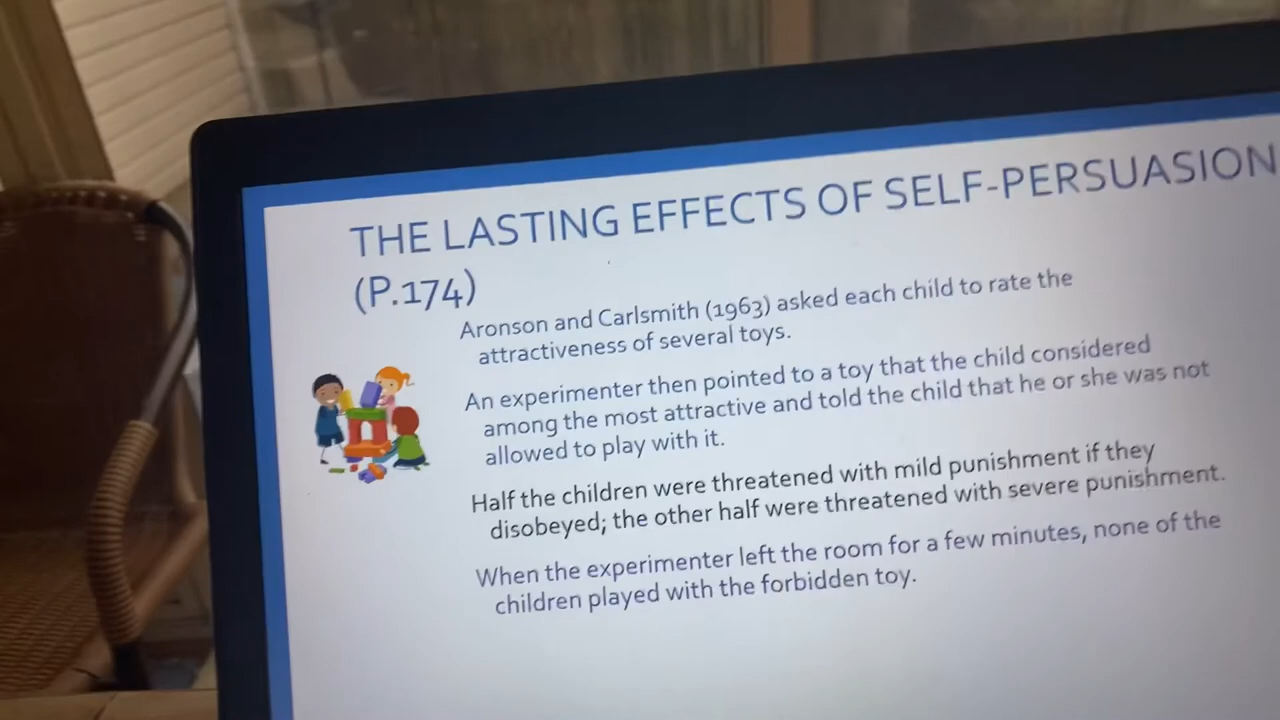 THE LASTING EFFECTS OF SELF-PERSUASION
(P.174)
Aronson and Carlsmith (1963) asked each child to rate the
attractiveness of several toys.
An experimenter then pointed to a toy that the child considered
among the most attractive and told the child that he or she was not
allowed to play with it.
Half the children were threatened with mild punishment if they
disobeyed; the other half were threatened with severe punishment.
When the experimenter left the room for a few minutes, none of the
children played with the forbidden toy.